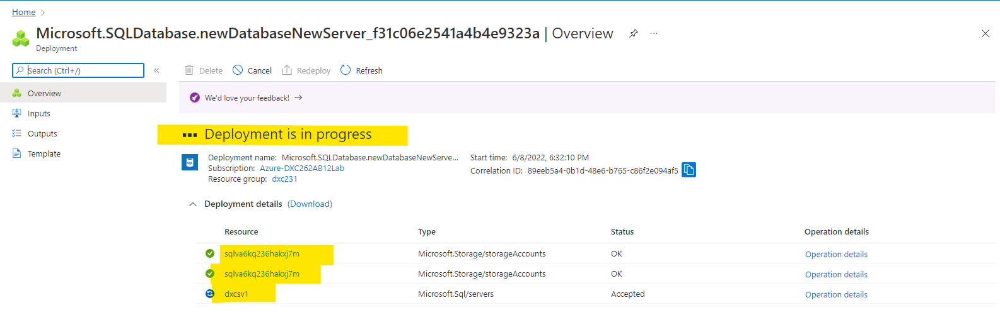 Home >
Microsoft.SQLDatabase.newDatabaseNewServer_f31c06e2541a4b4e9323a | Overview
Deployment
Search (Ctrl+/)
Delete Cancel Redeploy Refresh
Overview
We'd love your feedback! →
Inputs
Outputs
Template
Deployment is in progress
Deployment name: Microsoft.SQLDatabase.newDatabaseNewServe... Start time: 6/8/2022, 6:32:10 PM
Subscription: Azure-DXC262AB12Lab Correlation ID: 89eeb5a4-0b1d-48e6-b765-c86f2e094af5
Resource group: dxc231
Deployment details (Download)
Resource Type Status Operation details
sqlva6kq236hakxj7m Microsoft.Storage/storageAccounts OK Operation details
sqlva6kq236hakxj7m Microsoft.Storage/storageAccounts OK Operation details
dxcsv1 Microsoft.Sql/servers Accepted Operation details